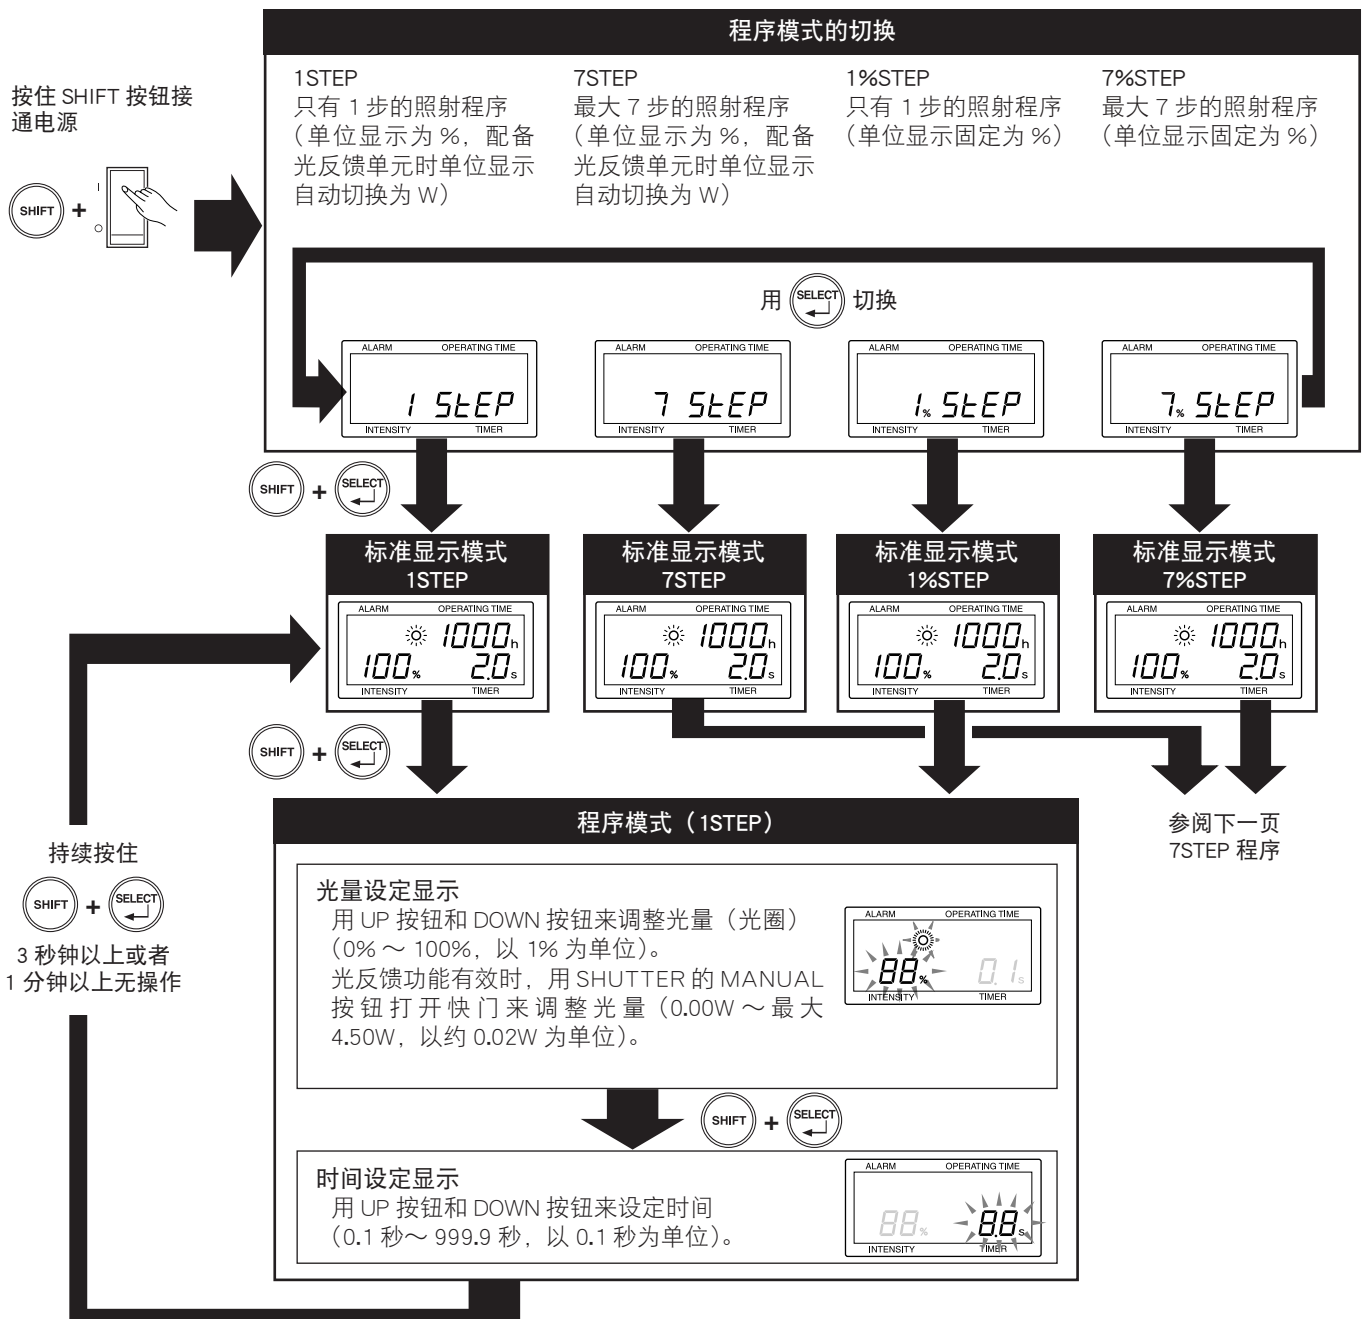 程序模式的切换
按住 SHIFT 按钮接
通电源
SHIFT
+
1STEP
只有 1 步的照射程序
（单位显示为 %，配备
光反馈单元时单位显示
自动切换为 W）
7STEP
最大 7 步的照射程序
（单位显示为 %，配备
光反馈单元时单位显示
自动切换为 W）
1%STEP
只有 1 步的照射程序
（单位显示固定为 %）
7%STEP
最大 7 步的照射程序
（单位显示固定为 %）
用 SELECT 切换
ALARM OPERATING TIME
1 StEP
INTENSITY TIMER
ALARM OPERATING TIME
7 StEP
INTENSITY TIMER
ALARM OPERATING TIME
1% StEP
INTENSITY TIMER
ALARM OPERATING TIME
7% StEP
INTENSITY TIMER
SHIFT + SELECT
标准显示模式
1STEP
ALARM OPERATING TIME
1000h
100% 2.0s
INTENSITY TIMER
标准显示模式
7STEP
ALARM OPERATING TIME
1000h
100% 2.0s
INTENSITY TIMER
标准显示模式
1%STEP
ALARM OPERATING TIME
1000h
100% 2.0s
INTENSITY TIMER
标准显示模式
7%STEP
ALARM OPERATING TIME
1000h
100% 2.0s
INTENSITY TIMER
SHIFT + SELECT
参阅下一页
7STEP 程序
持续按住
SHIFT + SELECT
3 秒钟以上或者
1 分钟以上无操作
程序模式（1STEP）
光量设定显示
用 UP 按钮和 DOWN 按钮来调整光量（光圈）
（0% ～ 100%，以 1% 为单位）。
光反馈功能有效时，用 SHUTTER 的 MANUAL
按钮打开快门来调整光量（0.00W ～ 最大
4.50W，以约 0.02W 为单位）。
ALARM OPERATING TIME
88% 0.1s
INTENSITY TIMER
SHIFT + SELECT
时间设定显示
用 UP 按钮和 DOWN 按钮来设定时间
（0.1 秒～ 999.9 秒，以 0.1 秒为单位）。
ALARM OPERATING TIME
88% 8.8s
INTENSITY TIMER